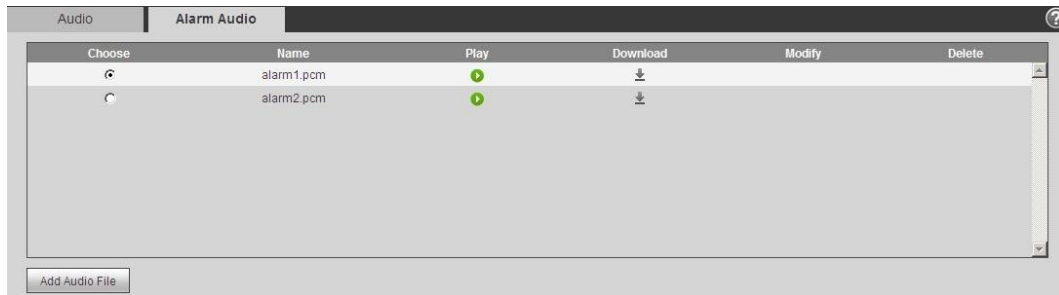 Audio Alarm Audio ?
Choose Name Play Download Modify Delete
alarm1.pcm
alarm2.pcm
Add Audio File